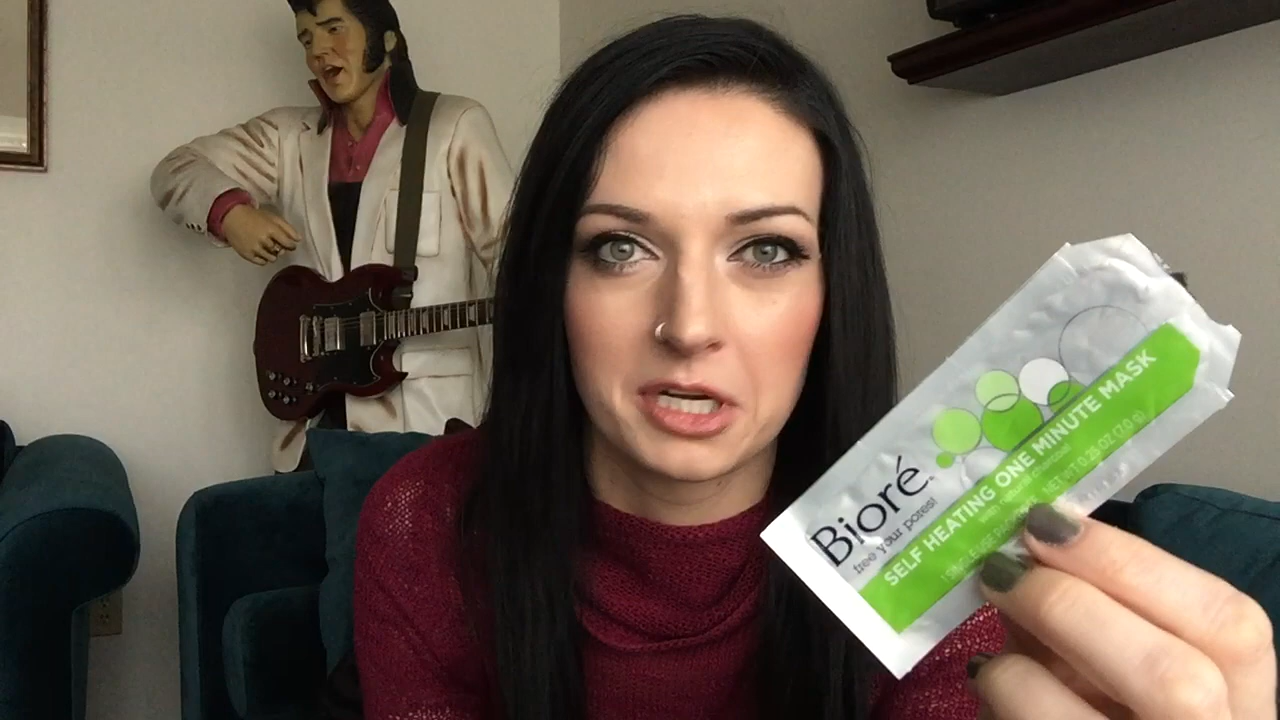 Bioré
free your pores!
SELF HEATING ONE MINUTE MASK
with natural charcoal
NET WT 0.25 OZ (7.0 g)